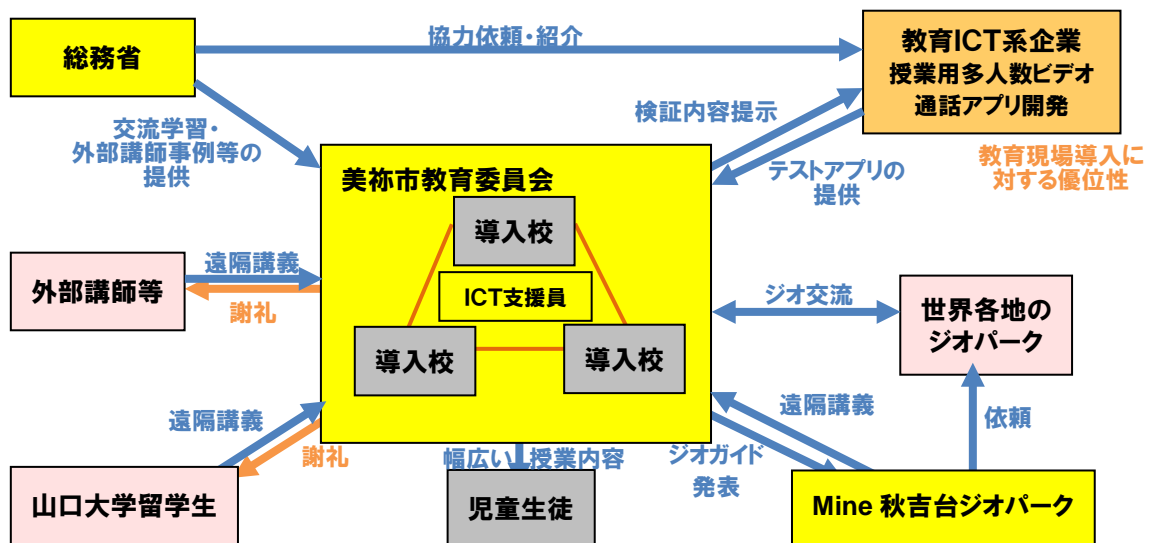 総務省
協力依頼・紹介
教育ICT系企業
授業用多人数ビデオ
通話アプリ開発
交流学習・
外部講師事例等の
提供
検証内容提示
テストアプリの
提供
教育現場導入に
対する優位性
美祢市教育委員会
導入校
ICT支援員
導入校
導入校
外部講師等
遠隔講義
謝礼
ジオ交流
世界各地の
ジオパーク
遠隔講義
謝礼
山口大学留学生
幅広い授業内容
児童生徒
ジオガイド
発表
遠隔講義
依頼
Mine 秋吉台ジオパーク